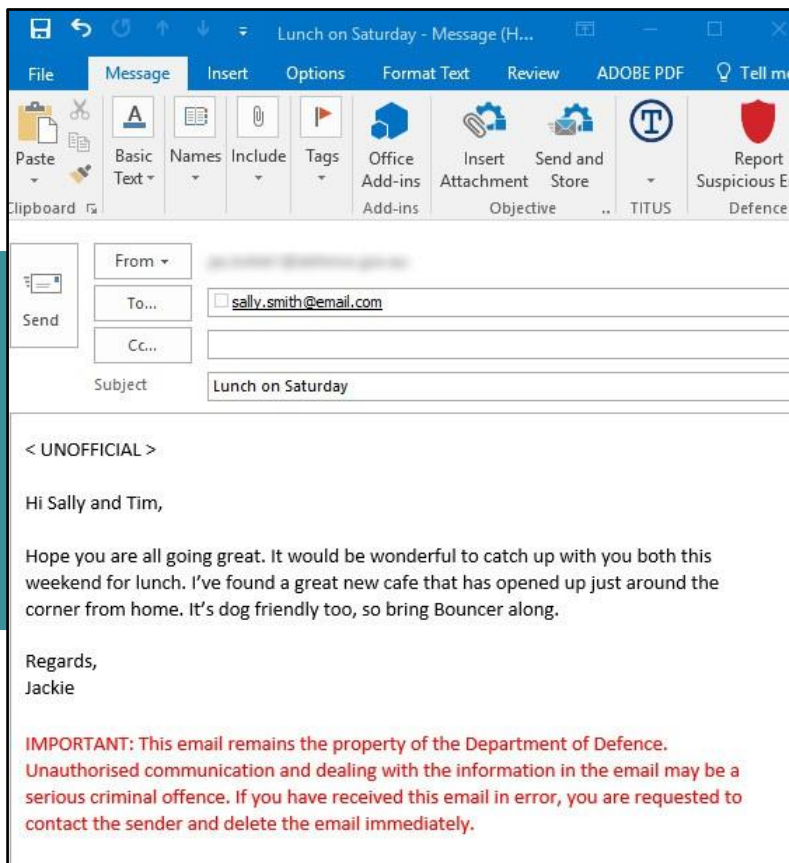 Lunch on Saturday - Message (H...
File Message Insert Options Format Text Review ADOBE PDF Tell me
Paste Basic Text Names Include Tags Office Add-ins Insert Attachment Send and Store Report Suspicious E
Clipboard Add-ins Objective .. TITUS Defence
From
To... sally.smith@email.com
Send
Cc...
Subject Lunch on Saturday
< UNOFFICIAL >
Hi Sally and Tim,
Hope you are all going great. It would be wonderful to catch up with you both this
weekend for lunch. I've found a great new cafe that has opened up just around the
corner from home. It's dog friendly too, so bring Bouncer along.
Regards,
Jackie
IMPORTANT: This email remains the property of the Department of Defence.
Unauthorised communication and dealing with the information in the email may be a
serious criminal offence. If you have received this email in error, you are requested to
contact the sender and delete the email immediately.